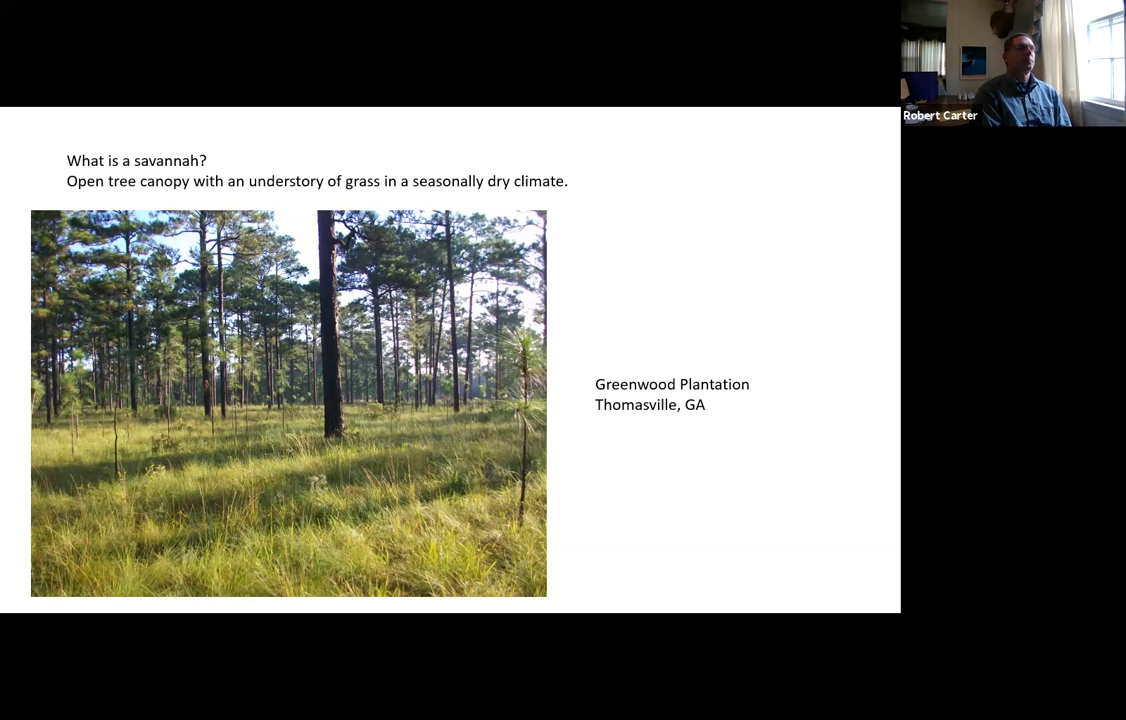 What is a savannah?
Open tree canopy with an understory of grass in a seasonally dry climate.
Greenwood Plantation
Thomasville, GA
Robert Carter